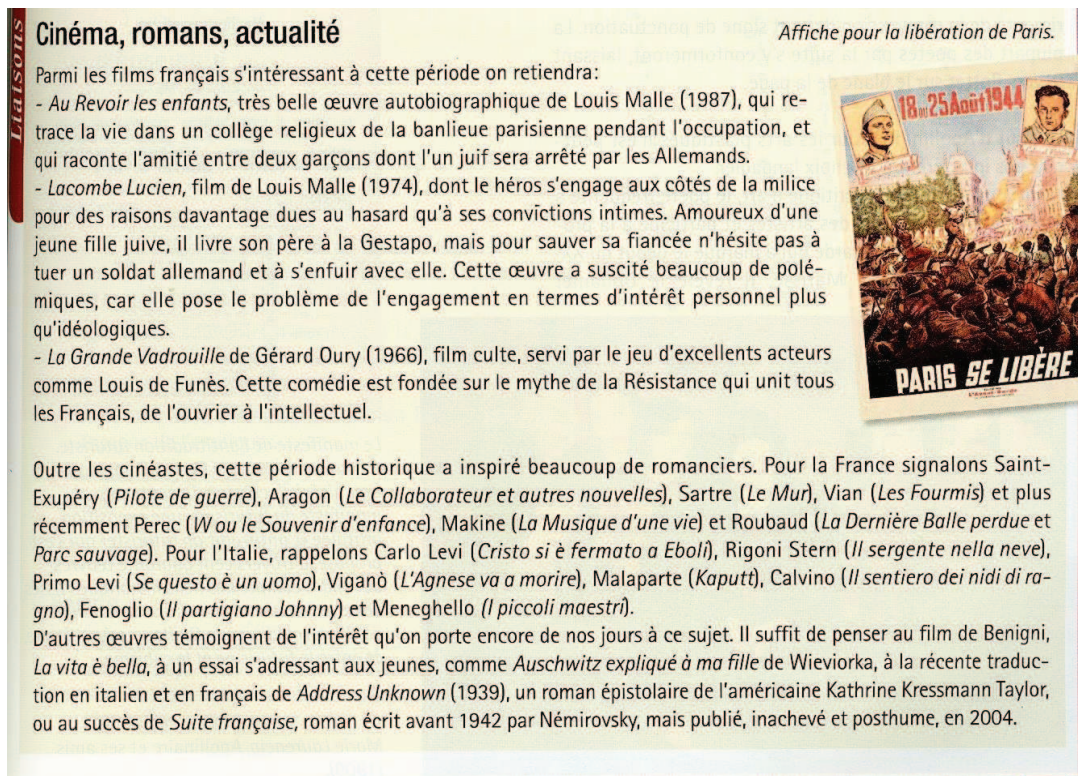 Liaisons
Cinéma, romans, actualité
Affiche pour la libération de Paris.
Parmi les films français s'intéressant à cette période on retiendra:
- Au Revoir les enfants, très belle œuvre autobiographique de Louis Malle (1987), qui re-
trace la vie dans un collège religieux de la banlieue parisienne pendant l'occupation, et
qui raconte l'amitié entre deux garçons dont l'un juif sera arrêté par les Allemands.
- Lacombe Lucien, film de Louis Malle (1974), dont le héros s'engage aux côtés de la milice
pour des raisons davantage dues au hasard qu'à ses convictions intimes. Amoureux d'une
jeune fille juive, il livre son père à la Gestapo, mais pour sauver sa fiancée n'hésite pas à
tuer un soldat allemand et à s'enfuir avec elle. Cette œuvre a suscité beaucoup de polé-
miques, car elle pose le problème de l'engagement en termes d'intérêt personnel plus
qu'idéologiques.
- La Grande Vadrouille de Gérard Oury (1966), film culte, servi par le jeu d'excellents acteurs
comme Louis de Funès. Cette comédie est fondée sur le mythe de la Résistance qui unit tous
les Français, de l'ouvrier à l'intellectuel.
18 au 25 Août 1944
PARIS SE LIBÈRE
Outre les cinéastes, cette période historique a inspiré beaucoup de romanciers. Pour la France signalons Saint-
Exupéry (Pilote de guerre), Aragon (Le Collaborateur et autres nouvelles), Sartre (Le Mur), Vian (Les Fourmis) et plus
récemment Perec (W ou le Souvenir d'enfance), Makine (La Musique d'une vie) et Roubaud (La Dernière Balle perdue et
Parc sauvage). Pour l'Italie, rappelons Carlo Levi (Cristo si è fermato a Eboli), Rigoni Stern (Il sergente nella neve),
Primo Levi (Se questo è un uomo), Viganò (L'Agnese va a morire), Malaparte (Kaputt), Calvino (Il sentiero dei nidi di ra-
gno), Fenoglio (Il partigiano Johnny) et Meneghello (I piccoli maestri).
D'autres œuvres témoignent de l'intérêt qu'on porte encore de nos jours à ce sujet. Il suffit de penser au film de Benigni,
La vita è bella, à un essai s'adressant aux jeunes, comme Auschwitz expliqué à ma fille de Wieviorka, à la récente traduc-
tion en italien et en français de Address Unknown (1939), un roman épistolaire de l'américaine Kathrine Kressmann Taylor,
ou au succès de Suite française, roman écrit avant 1942 par Némirovsky, mais publié, inachevé et posthume, en 2004.